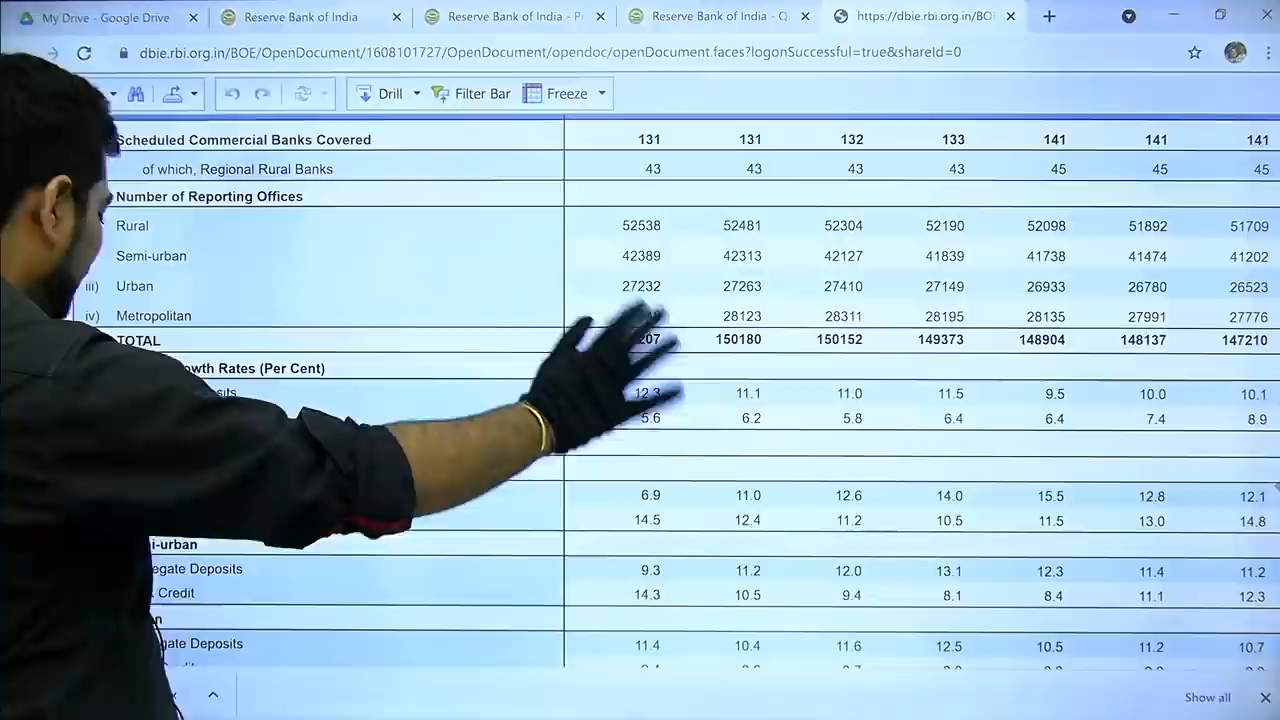 My Drive - Google Drive Reserve Bank of India Reserve Bank of India - P Reserve Bank of India - Q https://dbie.rbi.org.in/BO
dbie.rbi.org.in/BOE/OpenDocument/1608101727/OpenDocument/opendoc/openDocument.faces?logonSuccessful=true&shareId=0
Drill Filter Bar Freeze
Scheduled Commercial Banks Covered 131 131 132 133 141 141 141
of which, Regional Rural Banks 43 43 43 43 45 45 45
Number of Reporting Offices
Rural 52538 52481 52304 52190 52098 51892 51709
Semi-urban 42389 42313 42127 41839 41738 41474 41202
iii) Urban 27232 27263 27410 27149 26933 26780 26523
iv) Metropolitan 28123 28311 28195 28135 27991 27776
TOTAL 207 150180 150152 149373 148904 148137 147210
wth Rates (Per Cent)
sits 12.3 11.1 11.0 11.5 9.5 10.0 10.1
5.6 6.2 5.8 6.4 6.4 7.4 8.9
6.9 11.0 12.6 14.0 15.5 12.8 12.1
14.5 12.4 11.2 10.5 11.5 13.0 14.8
i-urban
egate Deposits 9.3 11.2 12.0 13.1 12.3 11.4 11.2
Credit 14.3 10.5 9.4 8.1 8.4 11.1 12.3
n
gate Deposits 11.4 10.4 11.6 12.5 10.5 11.2 10.7
Show all